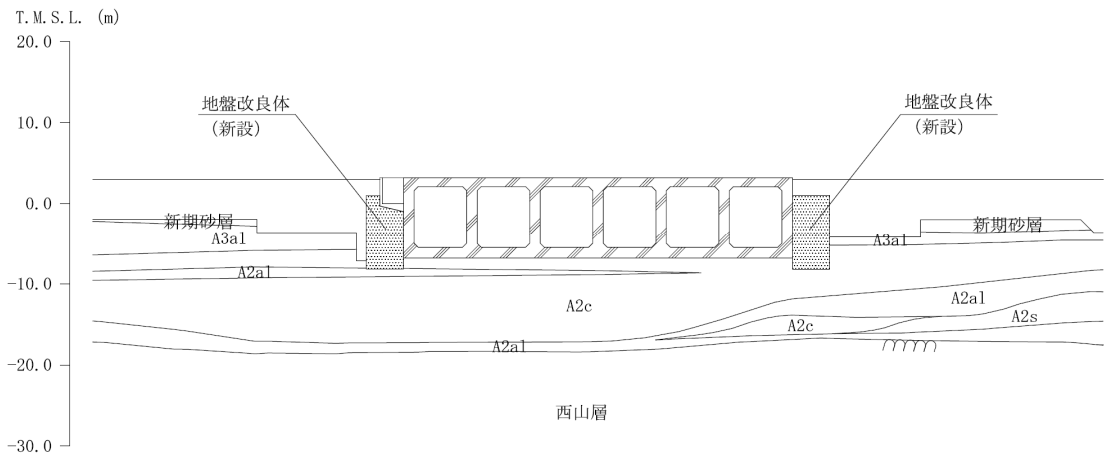 T.M.S.L. (m)
20.0
地盤改良体
(新設)
地盤改良体
(新設)
10.0
0.0
新期砂層
新期砂層
A3al
A3al
A2al
-10.0
A2c
A2al
A2c
A2s
A2al
-20.0
西山層
-30.0